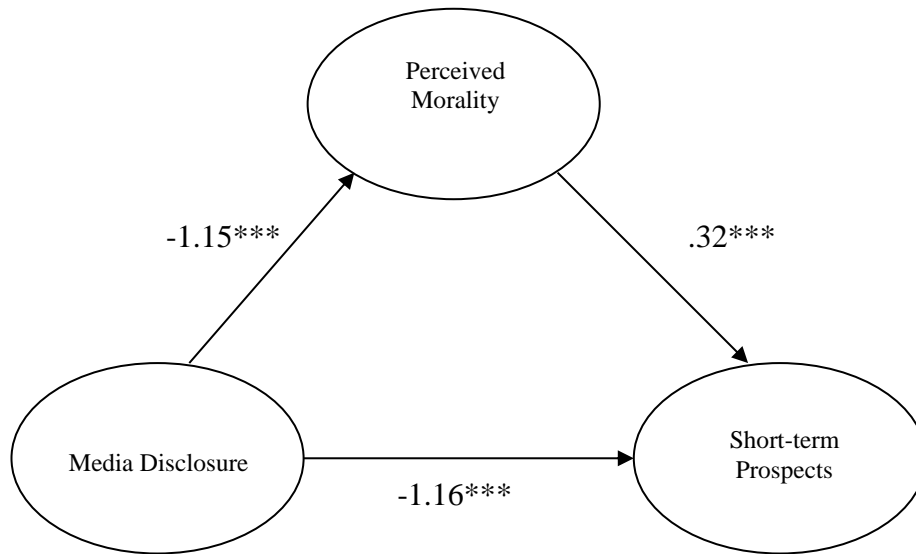 Perceived
Morality
-1.15***
.32***
Media Disclosure
Short-term
Prospects
-1.16***